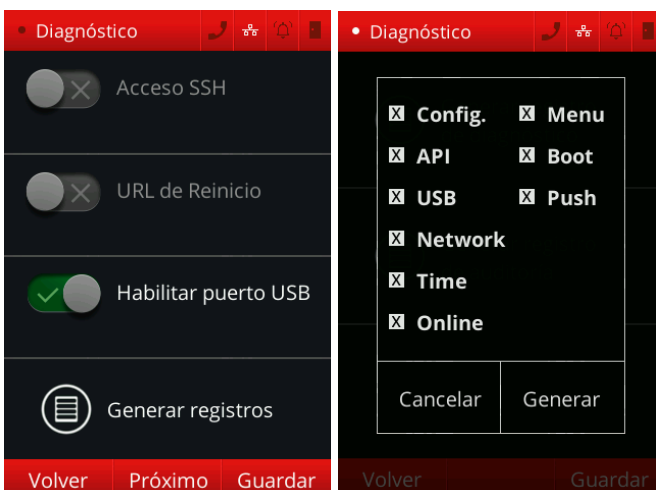 Diagnóstico
Acceso SSH
URL de Reinicio
Habilitar puerto USB
Generar registros
Volver Próximo Guardar
Diagnóstico
X Config. X Menu
X API X Boot
X USB X Push
X Network
X Time
X Online
Cancelar Generar
Volver Guardar